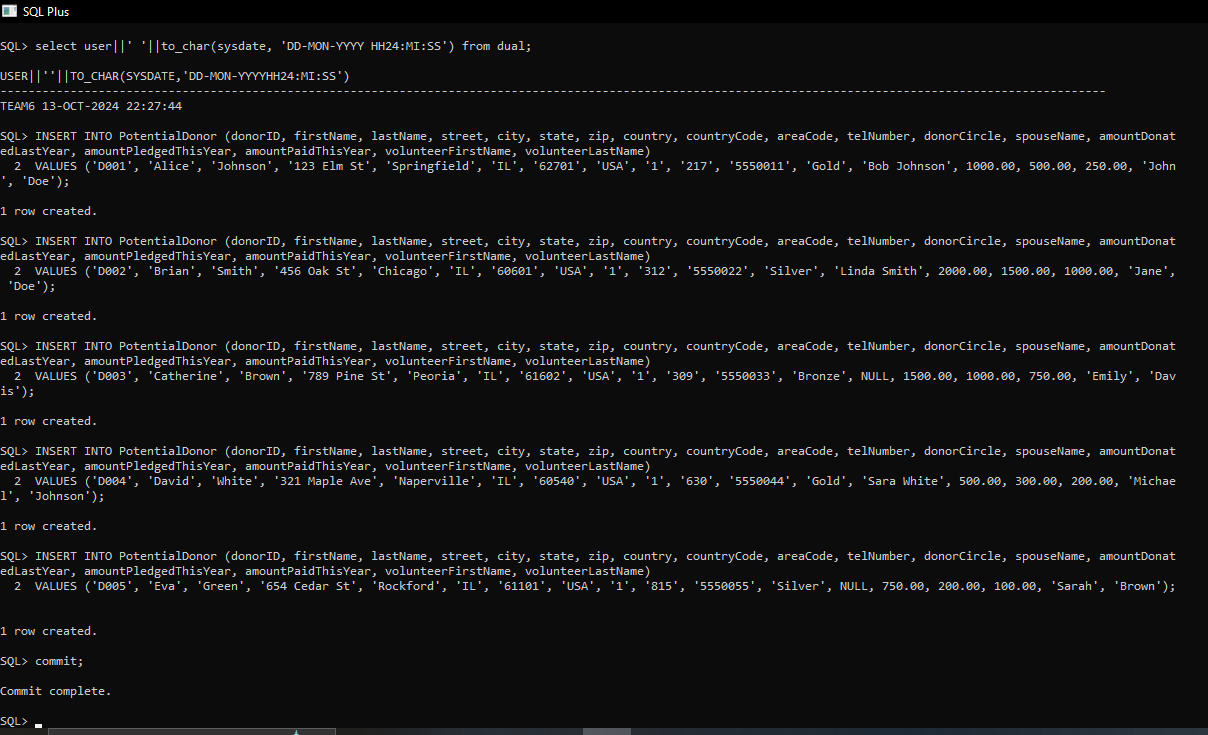 SQL Plus
SQL> select user||' '||to_char(sysdate, 'DD-MON-YYYY HH24:MI:SS') from dual;
USER||''||TO_CHAR(SYSDATE,'DD-MON-YYYYHH24:MI:SS')
--------------------------------------------------------------------------------------------------------------------------------------------------------------
TEAM6 13-OCT-2024 22:27:44
SQL> INSERT INTO PotentialDonor (donorID, firstName, lastName, street, city, state, zip, country, countryCode, areaCode, telNumber, donorCircle, spouseName, amountDonat
edLastYear, amountPledgedThisYear, amountPaidThisYear, volunteerFirstName, volunteerLastName)
  2  VALUES ('D001', 'Alice', 'Johnson', '123 Elm St', 'Springfield', 'IL', '62701', 'USA', '1', '217', '5550011', 'Gold', 'Bob Johnson', 1000.00, 500.00, 250.00, 'John
', 'Doe');
1 row created.
SQL> INSERT INTO PotentialDonor (donorID, firstName, lastName, street, city, state, zip, country, countryCode, areaCode, telNumber, donorCircle, spouseName, amountDonat
edLastYear, amountPledgedThisYear, amountPaidThisYear, volunteerFirstName, volunteerLastName)
  2  VALUES ('D002', 'Brian', 'Smith', '456 Oak St', 'Chicago', 'IL', '60601', 'USA', '1', '312', '5550022', 'Silver', 'Linda Smith', 2000.00, 1500.00, 1000.00, 'Jane',
 'Doe');
1 row created.
SQL> INSERT INTO PotentialDonor (donorID, firstName, lastName, street, city, state, zip, country, countryCode, areaCode, telNumber, donorCircle, spouseName, amountDonat
edLastYear, amountPledgedThisYear, amountPaidThisYear, volunteerFirstName, volunteerLastName)
  2  VALUES ('D003', 'Catherine', 'Brown', '789 Pine St', 'Peoria', 'IL', '61602', 'USA', '1', '309', '5550033', 'Bronze', NULL, 1500.00, 1000.00, 750.00, 'Emily', 'Dav
is');
1 row created.
SQL> INSERT INTO PotentialDonor (donorID, firstName, lastName, street, city, state, zip, country, countryCode, areaCode, telNumber, donorCircle, spouseName, amountDonat
edLastYear, amountPledgedThisYear, amountPaidThisYear, volunteerFirstName, volunteerLastName)
  2  VALUES ('D004', 'David', 'White', '321 Maple Ave', 'Naperville', 'IL', '60540', 'USA', '1', '630', '5550044', 'Gold', 'Sara White', 500.00, 300.00, 200.00, 'Michae
l', 'Johnson');
1 row created.
SQL> INSERT INTO PotentialDonor (donorID, firstName, lastName, street, city, state, zip, country, countryCode, areaCode, telNumber, donorCircle, spouseName, amountDonat
edLastYear, amountPledgedThisYear, amountPaidThisYear, volunteerFirstName, volunteerLastName)
  2  VALUES ('D005', 'Eva', 'Green', '654 Cedar St', 'Rockford', 'IL', '61101', 'USA', '1', '815', '5550055', 'Silver', NULL, 750.00, 200.00, 100.00, 'Sarah', 'Brown');
1 row created.
SQL> commit;
Commit complete.
SQL>